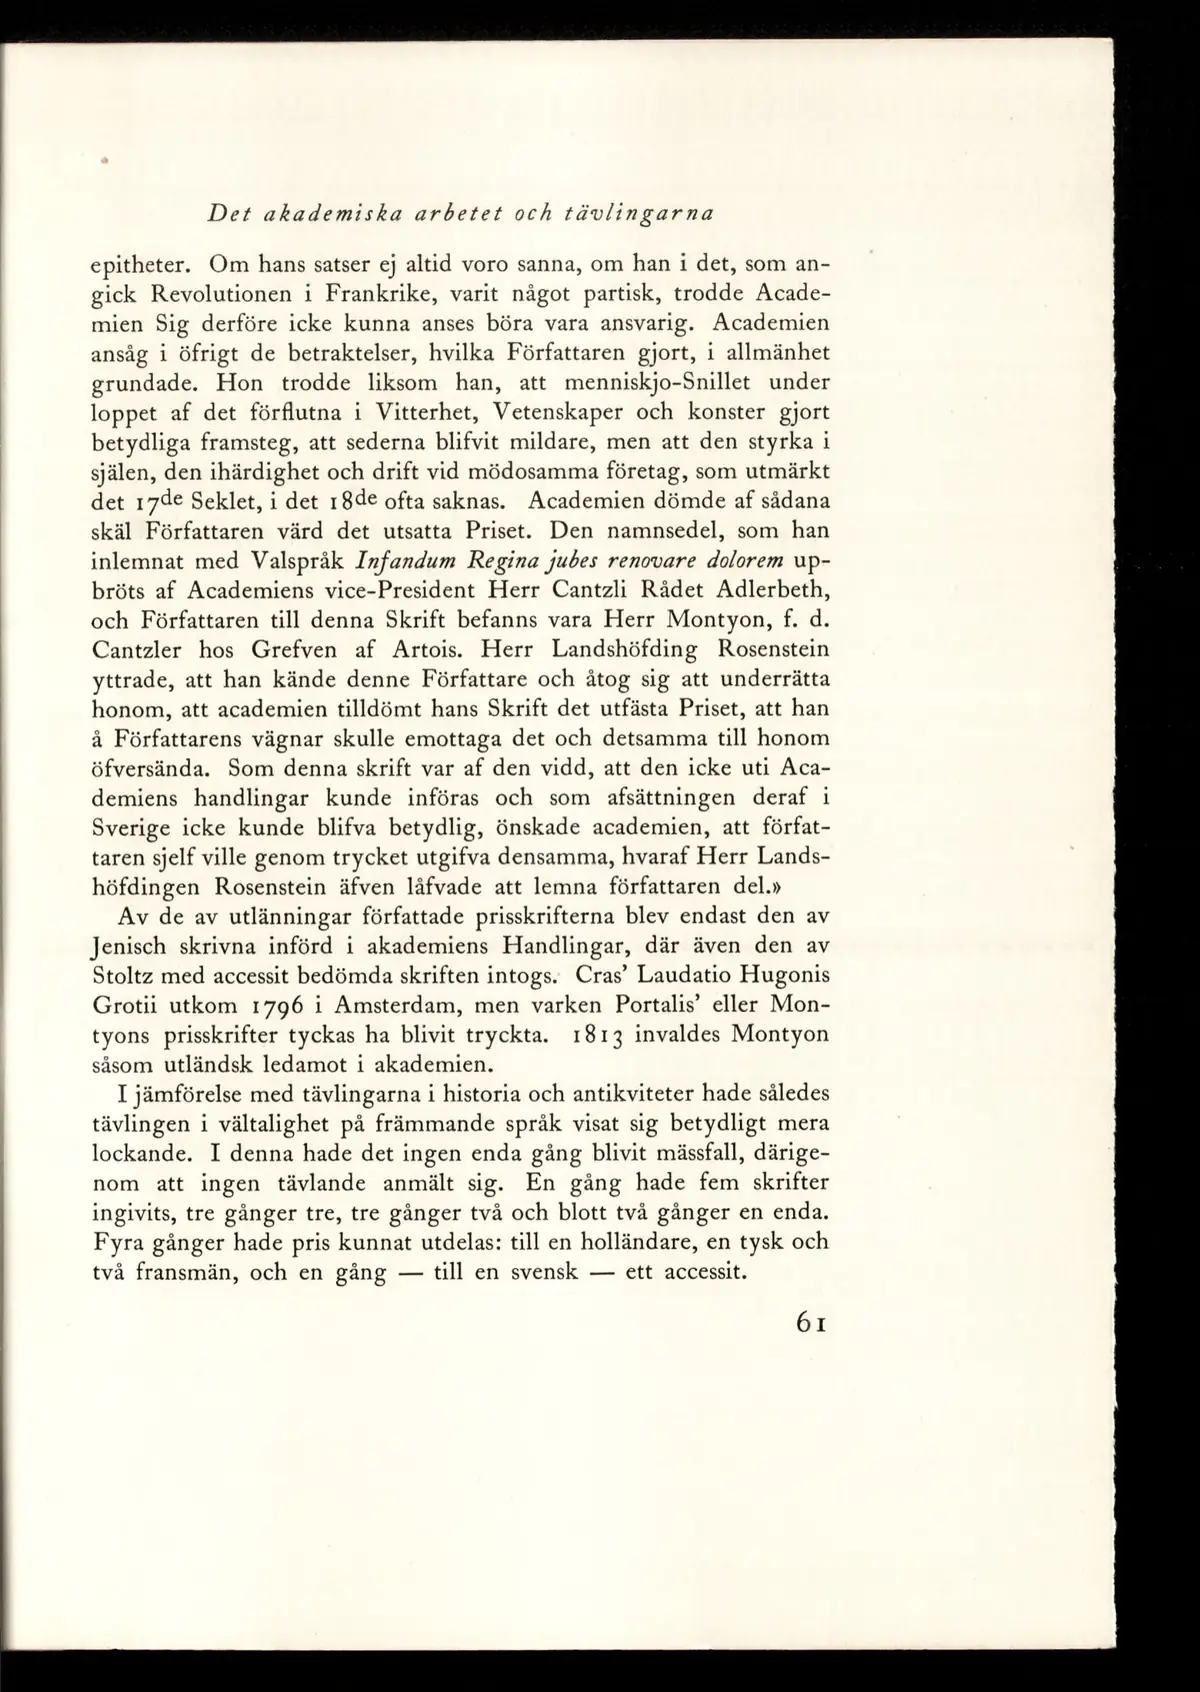 Det akademiska arbetet och tävlingarna
epitheter. Om hans satser ej altid voro sanna, om han i det, som an-
gick Revolutionen i Frankrike, varit något partisk, trodde Acade-
mien Sig derföre icke kunna anses böra vara ansvarig. Academien
ansåg i öfrigt de betraktelser, hvilka Författaren gjort, i allmänhet
grundade. Hon trodde liksom han, att menniskjo-Snillet under
loppet af det förflutna i Vitterhet, Vetenskaper och konster gjort
betydliga framsteg, att sederna blifvit mildare, men att den styrka i
själen, den ihärdighet och drift vid mödosamma företag, som utmärkt
det 17de Seklet, i det 18de ofta saknas. Academien dömde af sådana
skäl Författaren värd det utsatta Priset. Den namnsedel, som han
inlemnat med Valspråk Infandum Regina jubes renovare dolorem up-
bröts af Academiens vice-President Herr Cantzli Rådet Adlerbeth,
och Författaren till denna Skrift befanns vara Herr Montyon, f. d.
Cantzler hos Grefven af Artois. Herr Landshöfding Rosenstein
yttrade, att han kände denne Författare och åtog sig att underrätta
honom, att academien tilldömt hans Skrift det utfästa Priset, att han
å Författarens vägnar skulle emottaga det och detsamma till honom
öfversända. Som denna skrift var af den vidd, att den icke uti Aca-
demiens handlingar kunde införas och som afsättningen deraf i
Sverige icke kunde blifva betydlig, önskade academien, att förfat-
taren sjelf ville genom trycket utgifva densamma, hvaraf Herr Lands-
höfdingen Rosenstein äfven låfvade att lemna författaren del.»
Av de av utlänningar författade prisskrifterna blev endast den av
Jenisch skrivna införd i akademiens Handlingar, där även den av
Stoltz med accessit bedömda skriften intogs. Cras’ Laudatio Hugonis
Grotii utkom 1796 i Amsterdam, men varken Portalis’ eller Mon-
tyons prisskrifter tyckas ha blivit tryckta. 1813 invaldes Montyon
såsom utländsk ledamot i akademien.
I jämförelse med tävlingarna i historia och antikviteter hade således
tävlingen i vältalighet på främmande språk visat sig betydligt mera
lockande. I denna hade det ingen enda gång blivit mässfall, därige-
nom att ingen tävlande anmält sig. En gång hade fem skrifter
ingivits, tre gånger tre, tre gånger två och blott två gånger en enda.
Fyra gånger hade pris kunnat utdelas: till en holländare, en tysk och
två fransmän, och en gång — till en svensk — ett accessit.
61